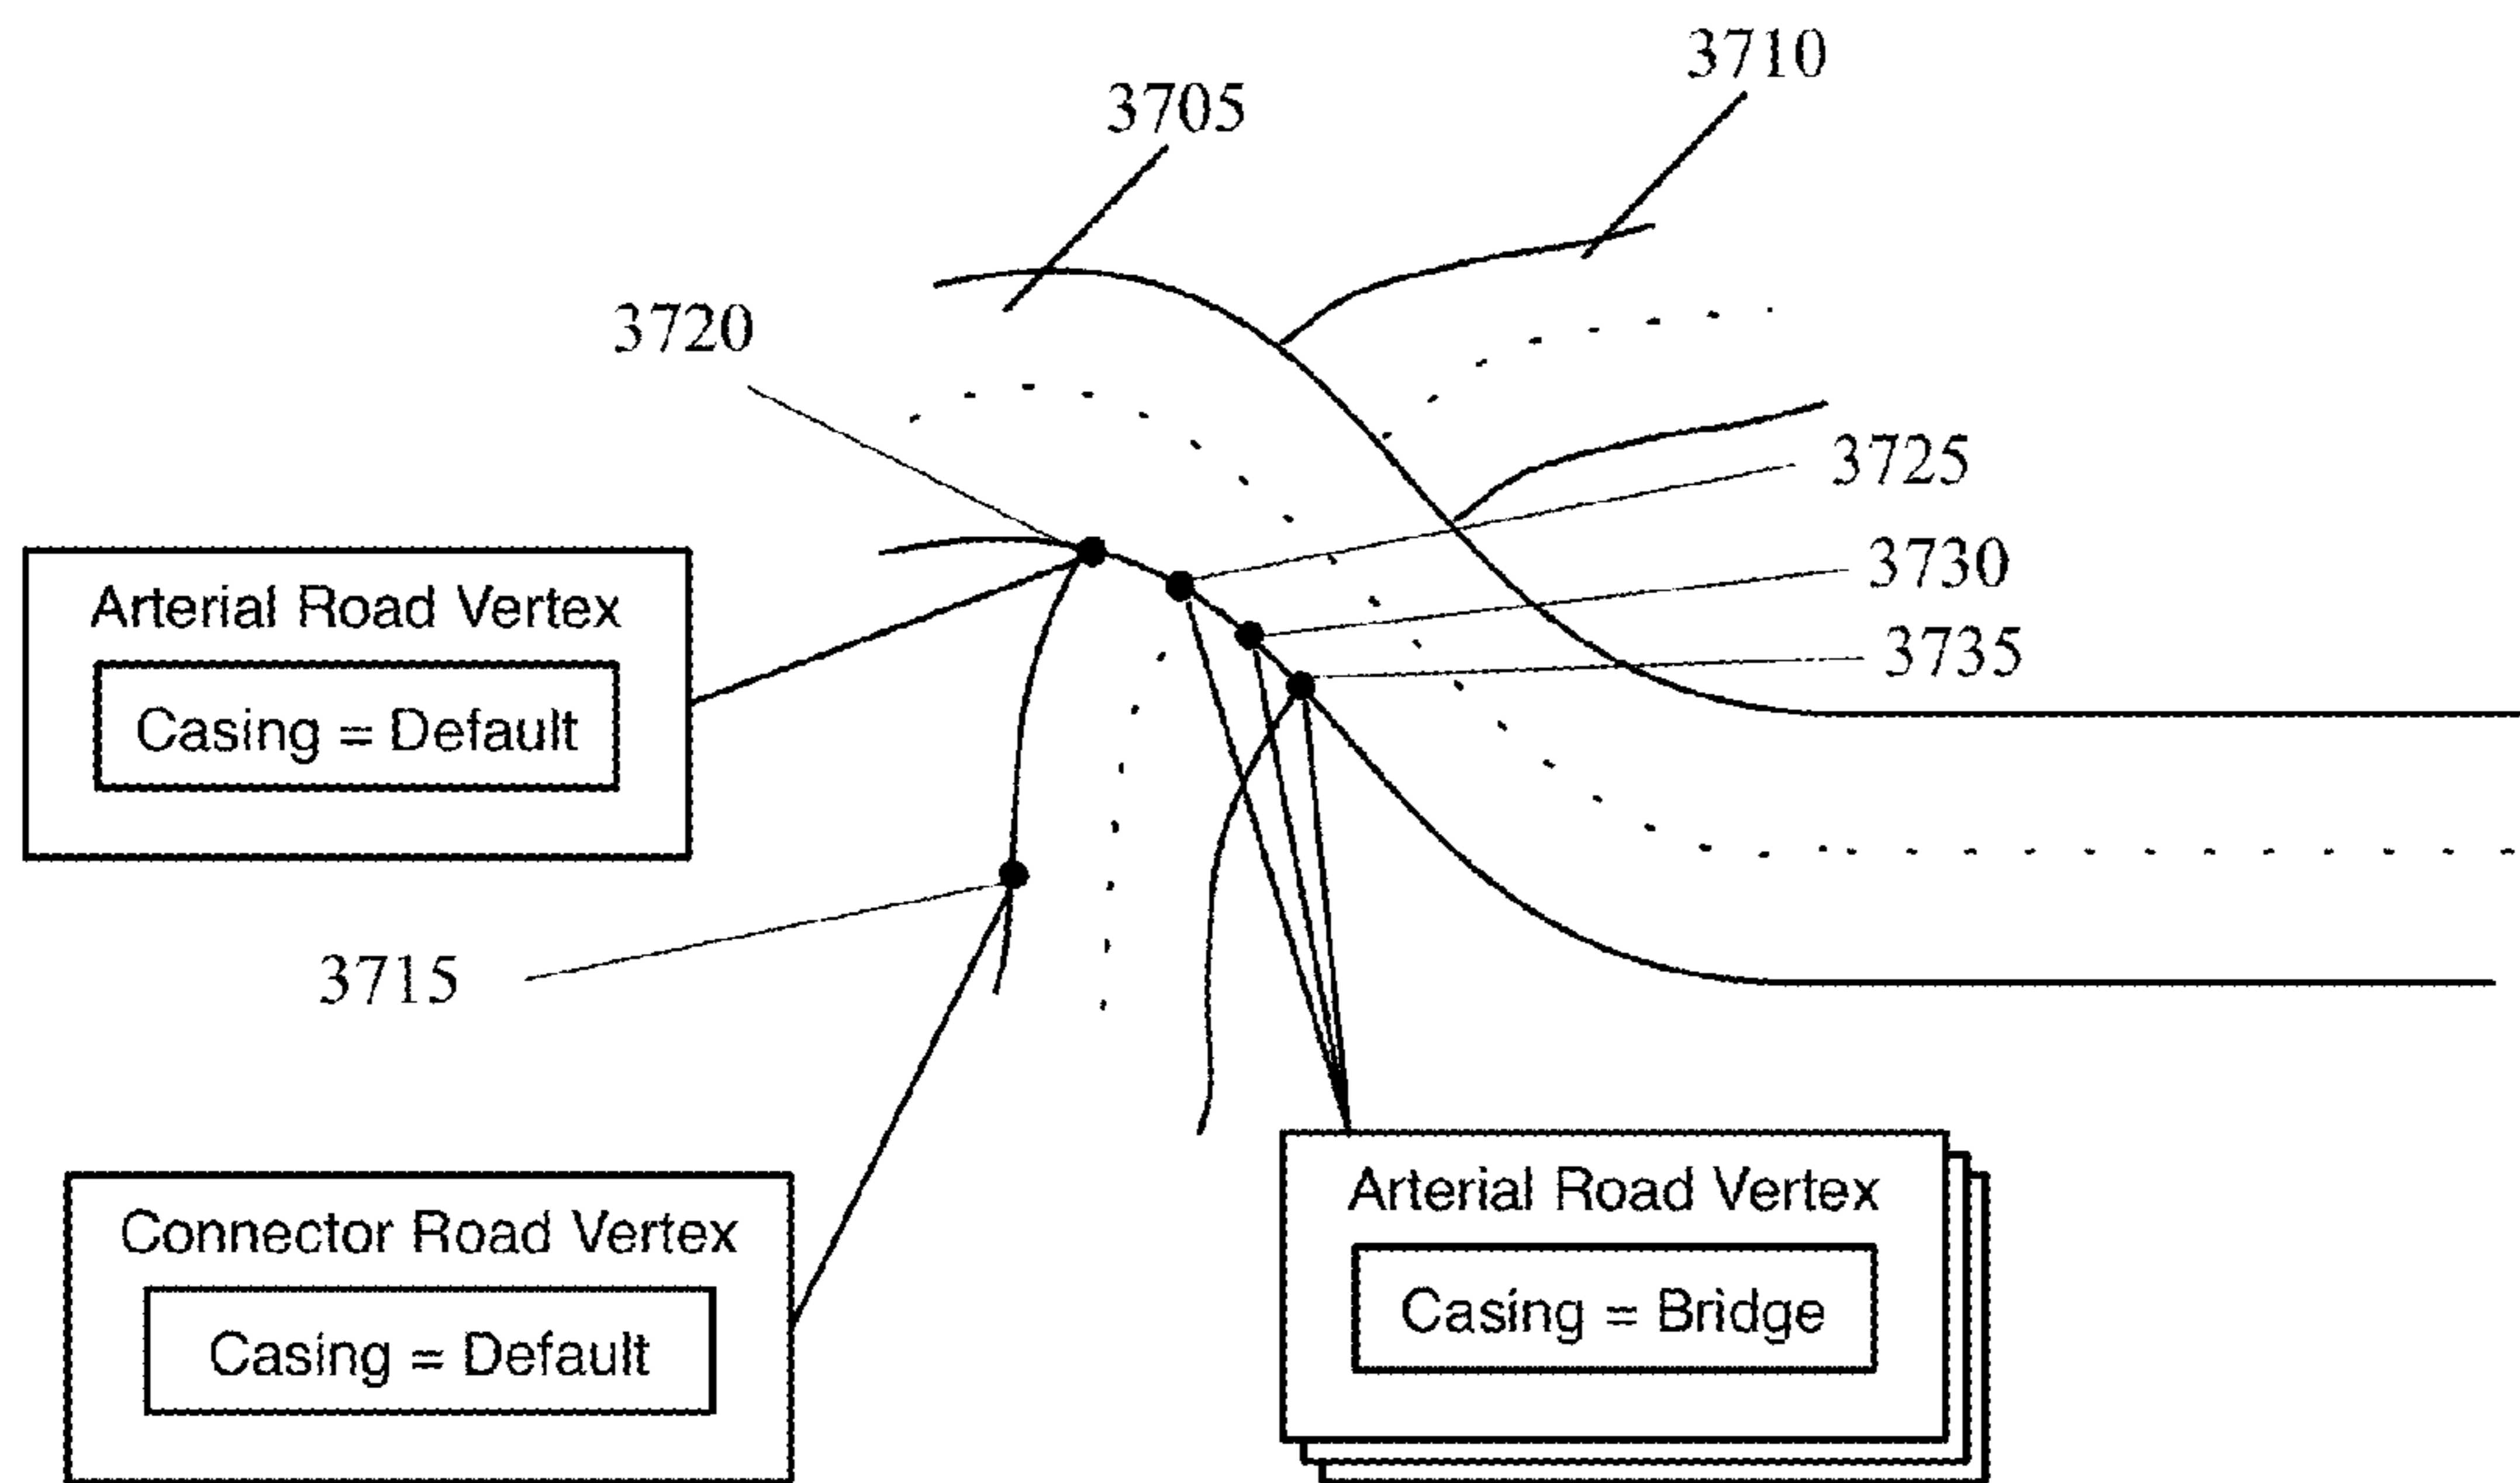 3710
3705
3720
3725
3730
3735
Arterial Road Vertex
Casing = Default
3715
Connector Road Vertex
Casing = Default
Arterial Road Vertex
Casing = Bridge